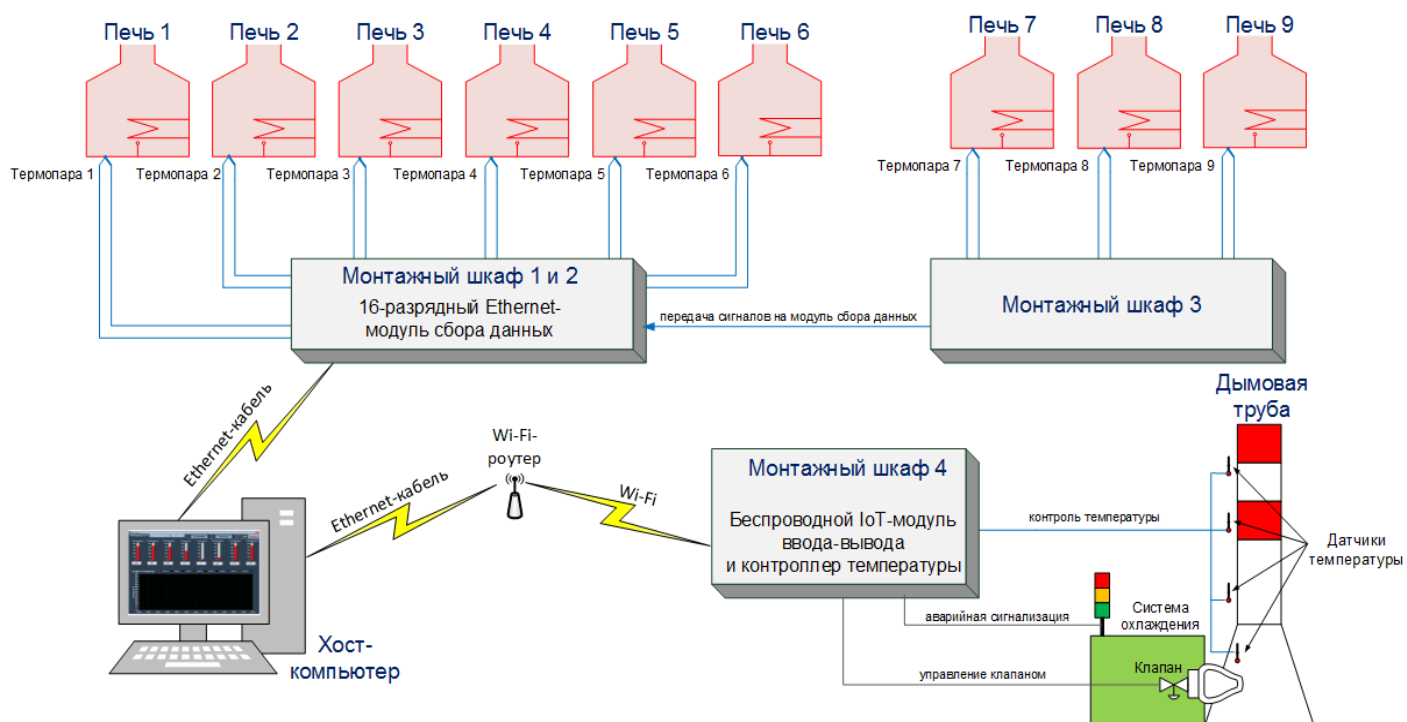 Печь 1
Печь 2
Печь 3
Печь 4
Печь 5
Печь 6
Печь 7
Печь 8
Печь 9
Термопара 1
Термопара 2
Термопара 3
Термопара 4
Термопара 5
Термопара 6
Термопара 7
Термопара 8
Термопара 9
Монтажный шкаф 1 и 2
16-разрядный Ethernet-
модуль сбора данных
передача сигналов на модуль сбора данных
Монтажный шкаф 3
Ethernet-кабель
Wi-Fi-
роутер
Ethernet-кабель
Wi-Fi
Монтажный шкаф 4
Беспроводной IoT-модуль
ввода-вывода
и контроллер температуры
контроль температуры
Дымовая
труба
Датчики
температуры
аварийная сигнализация
Система
охлаждения
управление клапаном
Клапан
Хост-
компьютер